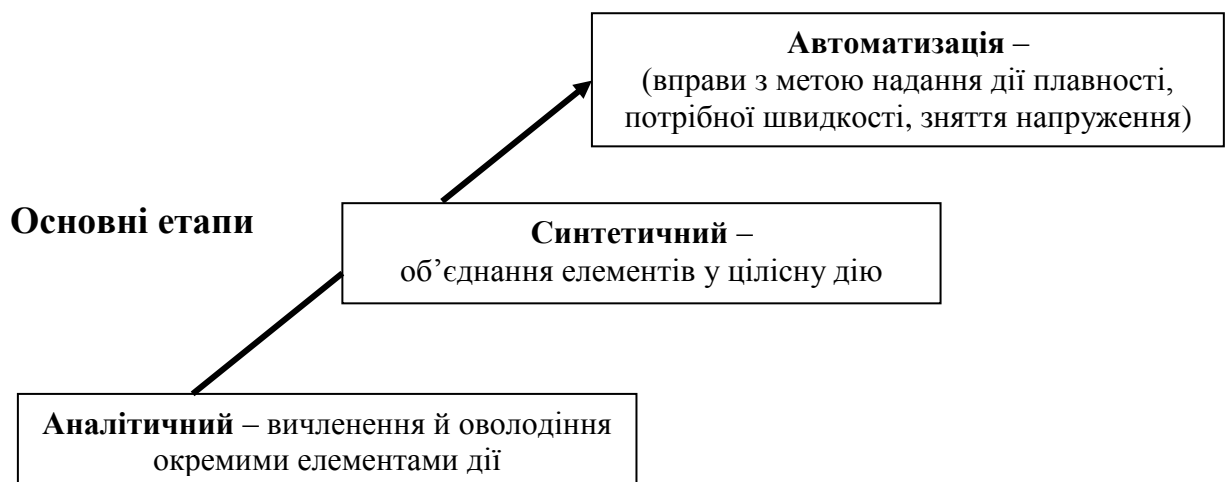 Автоматизація –
(вправи з метою надання дії плавності,
потрібної швидкості, зняття напруження)
Основні етапи
Синтетичний –
об’єднання елементів у цілісну дію
Аналітичний – вичленення й оволодіння
окремими елементами дії